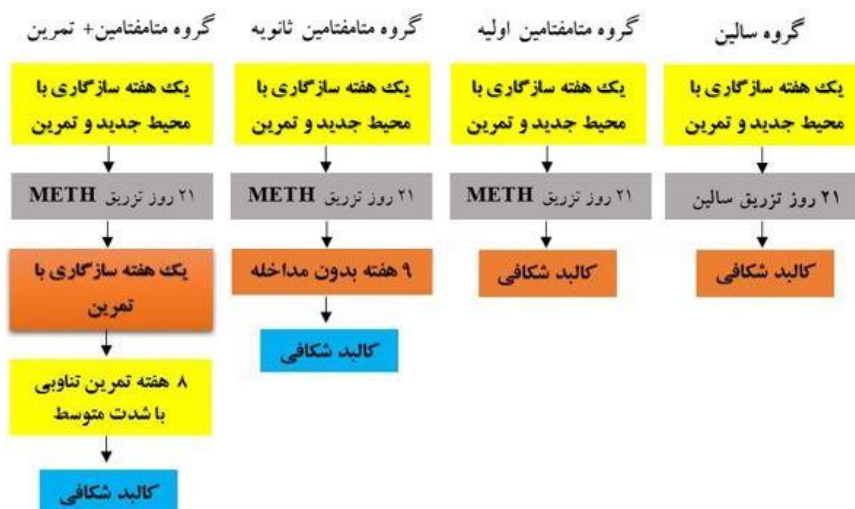 گروه سالین
یک هفته سازگاری با
محیط جدید و تمرین
۲۱ روز تزریق سالین
کالبد شکافی
گروه متامفتامین اولیه
یک هفته سازگاری با
محیط جدید و تمرین
۲۱ روز تزریق METH
کالبد شکافی
گروه متامفتامین ثانویه
یک هفته سازگاری با
محیط جدید و تمرین
۲۱ روز تزریق METH
۹ هفته بدون مداخله
کالبد شکافی
گروه متامفتامین+ تمرین
یک هفته سازگاری با
محیط جدید و تمرین
۲۱ روز تزریق METH
یک هفته سازگاری با
تمرین
۸ هفته تمرین تناوبی
با شدت متوسط
کالبد شکافی